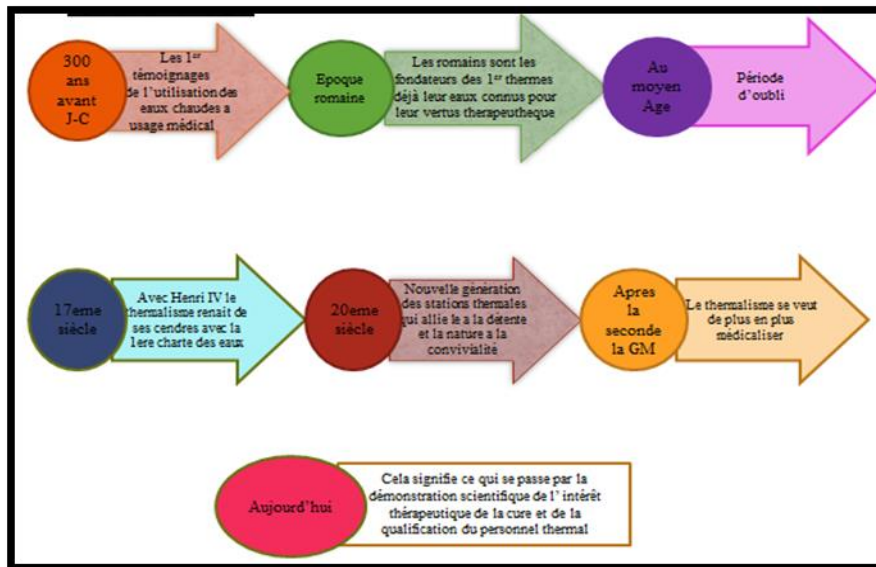 300
ans
avant
J-C
Les 1er
témoignages
de l'utilisation des
eaux chaudes a
usage médical
Epoque
romaine
Les romains sont les
fondateurs des 1er thermes
déjà leur eaux connus pour
leur vertus therapeutheque
Au
moyen
Age
Période
d'oubli
17eme
siècle
Avec Henri IV le
thermalisme renait de
ses cendres avec la
1ere charte des eaux
20eme
siècle
Nouvelle génération
des stations thermales
qui allie le a la détente
et la nature a la
convivialité
Apres
la
seconde
la GM
Le thermalisme se veut
de plus en plus
médicaliser
Aujourd'hui
Cela signifie ce qui se passe par la
démonstration scientifique de l' intérêt
thérapeutique de la cure et de la
qualification du personnel thermal